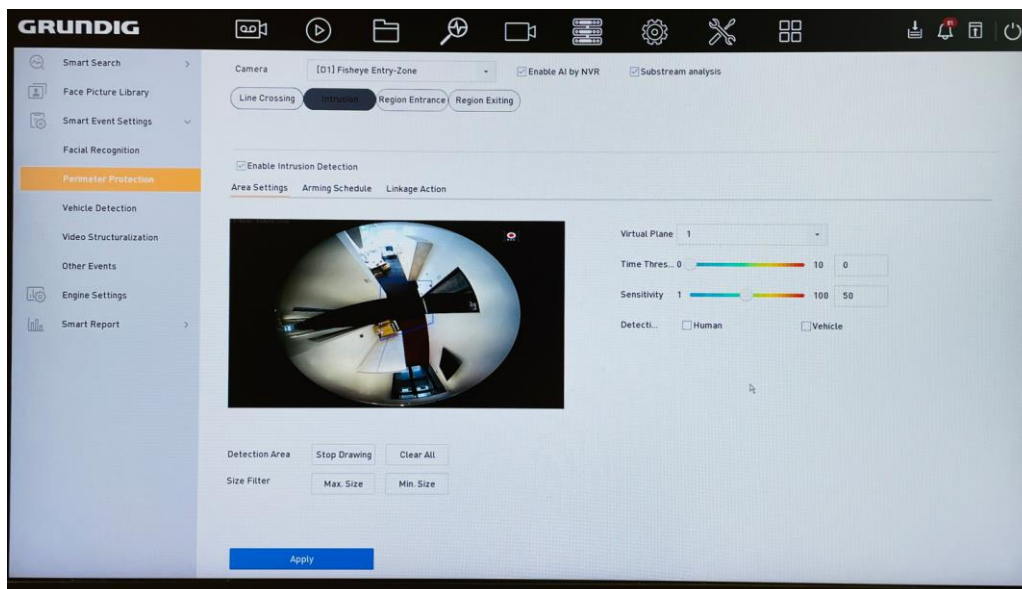 GRUNDIG
Smart Search
Face Picture Library
Smart Event Settings
Facial Recognition
Perimeter Protection
Vehicle Detection
Video Structuralization
Other Events
Engine Settings
Smart Report
Camera [D1] Fisheye Entry-Zone Enable AI by NVR Substream analysis
Line Crossing Intrusion Region Entrance Region Exiting
Enable Intrusion Detection
Area Settings Arming Schedule Linkage Action
Virtual Plane 1
Time Thres... 0 10 0
Sensitivity 1 100 50
Detecti... Human Vehicle
Detection Area Stop Drawing Clear All
Size Filter Max. Size Min. Size
Apply